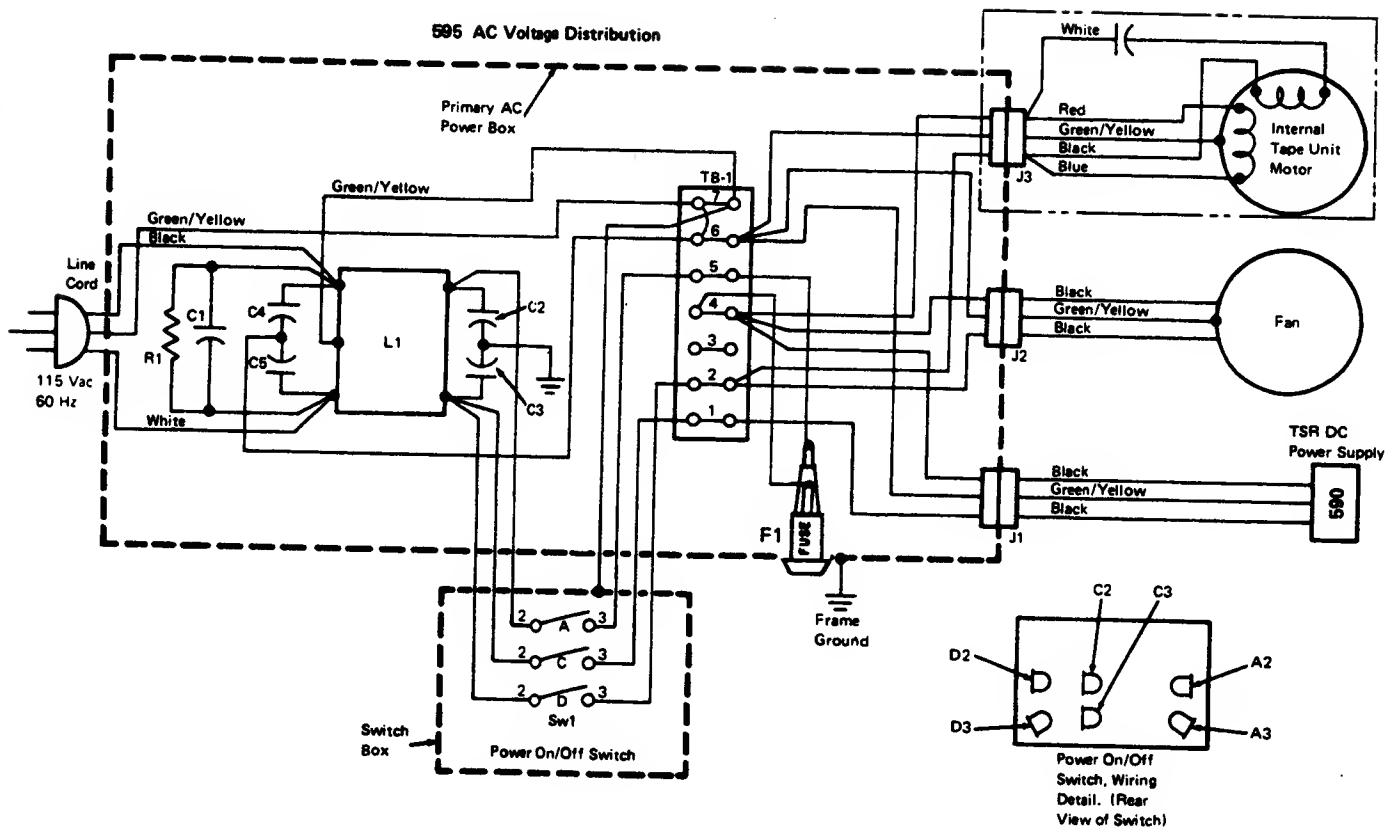 595 AC Voltage Distribution
Primary AC
Power Box
White
Red
Green/Yellow
Black
Blue
J3
Internal
Tape Unit
Motor
Green/Yellow
TB-1
7
6
5
4
3
2
1
Green/Yellow
Black
Line
Cord
115 Vac
60 Hz
White
R1
C1
C4
C5
L1
C2
C3
Black
Green/Yellow
Black
J2
Fan
TSR DC
Power Supply
Black
Green/Yellow
Black
J1
590
F1
FUSE
Frame
Ground
2 A 3
2 C 3
2 D 3
Sw1
Switch
Box
Power On/Off Switch
C2
C3
D2
A2
D3
A3
Power On/Off
Switch, Wiring
Detail. (Rear
View of Switch)